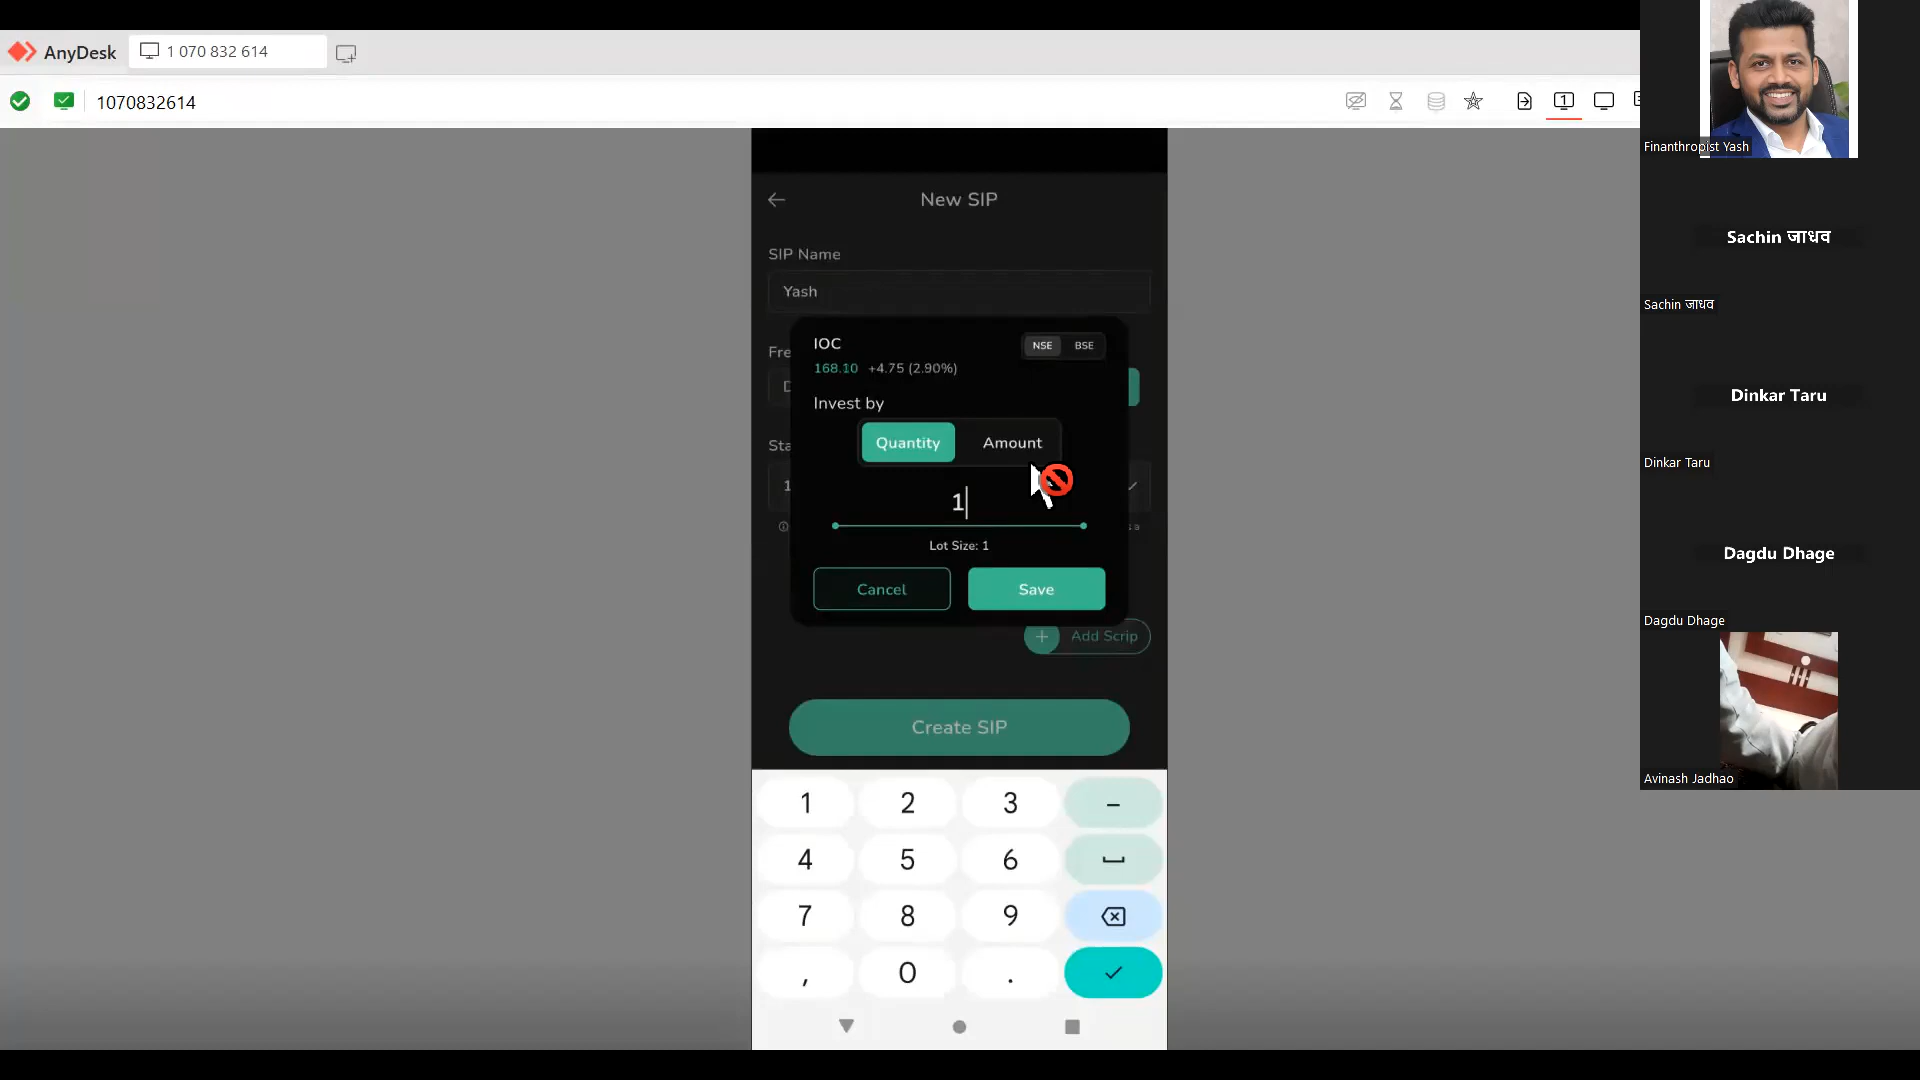 AnyDesk
1 070 832 614
1070832614
1
New SIP
SIP Name
Yash
Fre
D
IOC
NSE
BSE
168.10 +4.75 (2.90%)
Invest by
Quantity
Amount
Sta
1
1
Lot Size: 1
Cancel
Save
Add Scrip
Create SIP
1 2 3 –
4 5 6
7 8 9
, 0 .
Finanthropist Yash
Sachin जाधव
Sachin जाधव
Dinkar Taru
Dinkar Taru
Dagdu Dhage
Dagdu Dhage
Avinash Jadhao